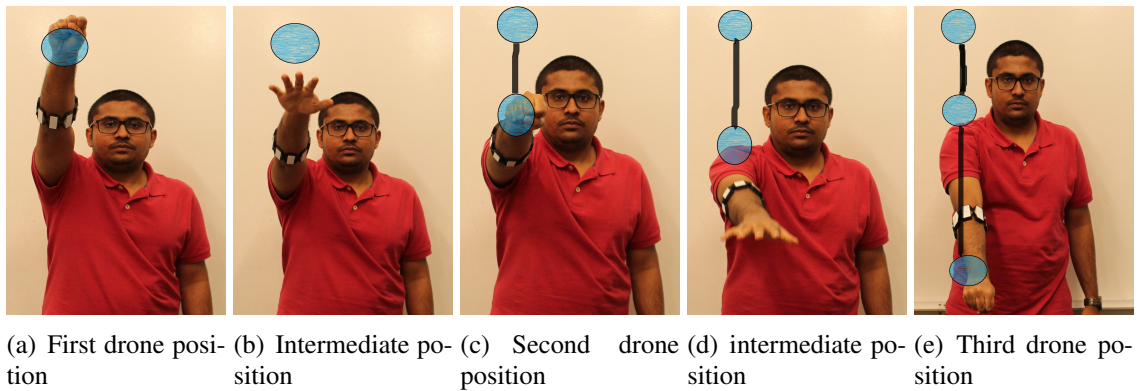 (a) First drone posi-
tion
(b) Intermediate po-
sition
(c) Second drone
position
(d) intermediate po-
sition
(e) Third drone po-
sition